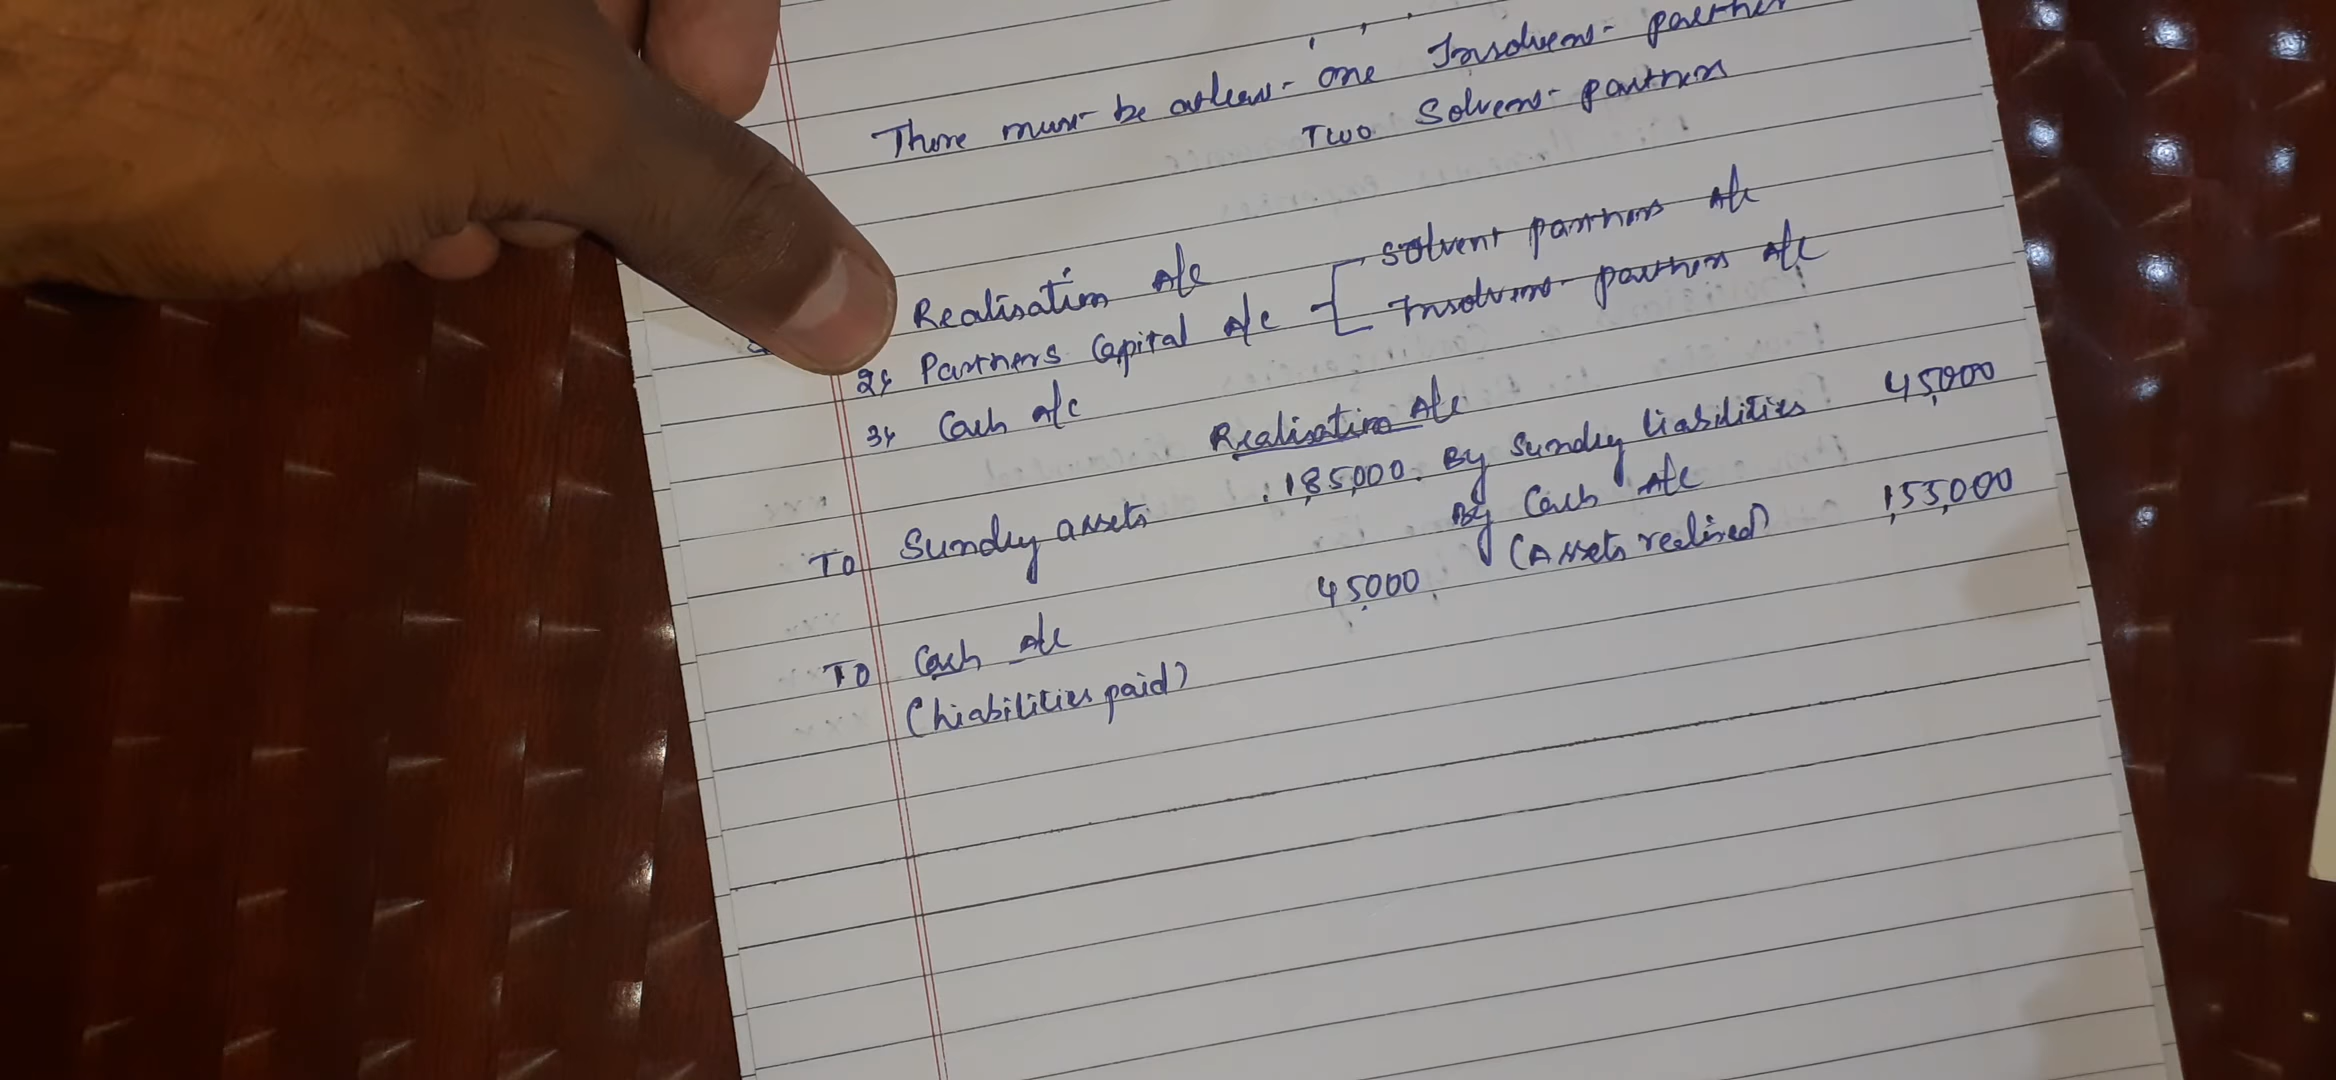 There must be atleast one Insolvent partner
Two Solvent partners
Realisation A/c
2) Partners Capital A/c Solvent partners A/c
Insolvent partners A/c
3) Cash A/c
Realisation A/c
To Sundry assets 1,85,000 By Sundry liabilities 45,000
By Cash A/c
(Assets realised) 1,55,000
To Cash A/c 45,000
(Liabilities paid)